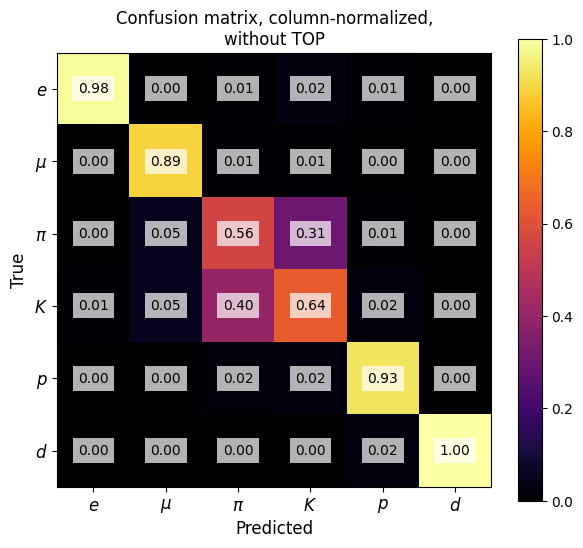 Confusion matrix, column-normalized,
without TOP
True
e 0.98 0.00 0.01 0.02 0.01 0.00
μ 0.00 0.89 0.01 0.01 0.00 0.00
π 0.00 0.05 0.56 0.31 0.01 0.00
K 0.01 0.05 0.40 0.64 0.02 0.00
p 0.00 0.00 0.02 0.02 0.93 0.00
d 0.00 0.00 0.00 0.00 0.02 1.00
e μ π K p d
Predicted
1.0
0.8
0.6
0.4
0.2
0.0